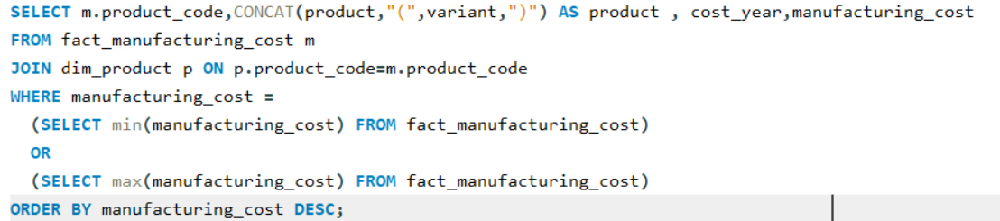 SELECT m.product_code,CONCAT(product,"(",variant,")") AS product , cost_year,manufacturing_cost
FROM fact_manufacturing_cost m
JOIN dim_product p ON p.product_code=m.product_code
WHERE manufacturing_cost =
(SELECT min(manufacturing_cost) FROM fact_manufacturing_cost)
OR
(SELECT max(manufacturing_cost) FROM fact_manufacturing_cost)
ORDER BY manufacturing_cost DESC;